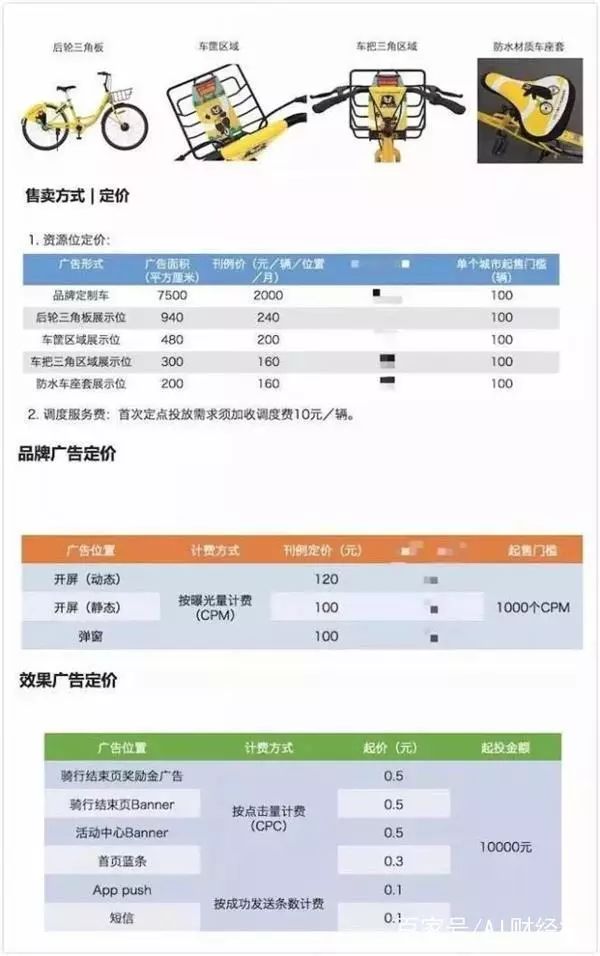 后轮三角板 车筐区域 车把三角区域 防水材质车座套
售卖方式 | 定价
1. 资源位定价:
广告形式 广告面积（平方厘米） 刊例价（元／辆／位置／月） 单个城市起售门槛（辆）
品牌定制车 7500 2000 100
后轮三角板展示位 940 240 100
车筐区域展示位 480 200 100
车把三角区域展示位 300 160 100
防水车座套展示位 200 160 100
2. 调度服务费：首次定点投放需求须加收调度费10元／辆。
品牌广告定价
广告位置 计费方式 刊例定价（元） 起售门槛
开屏（动态） 120
开屏（静态） 按曝光量计费（CPM） 100 1000个CPM
弹窗 100
效果广告定价
广告位置 计费方式 起价（元） 起投金额
骑行结束页奖励金广告 0.5
骑行结束页Banner 0.5
按点击量计费（CPC）
活动中心Banner 0.5
10000元
首页蓝条 0.3
App push 0.1
按成功发送条数计费
短信 0.1
百家号/AI财经